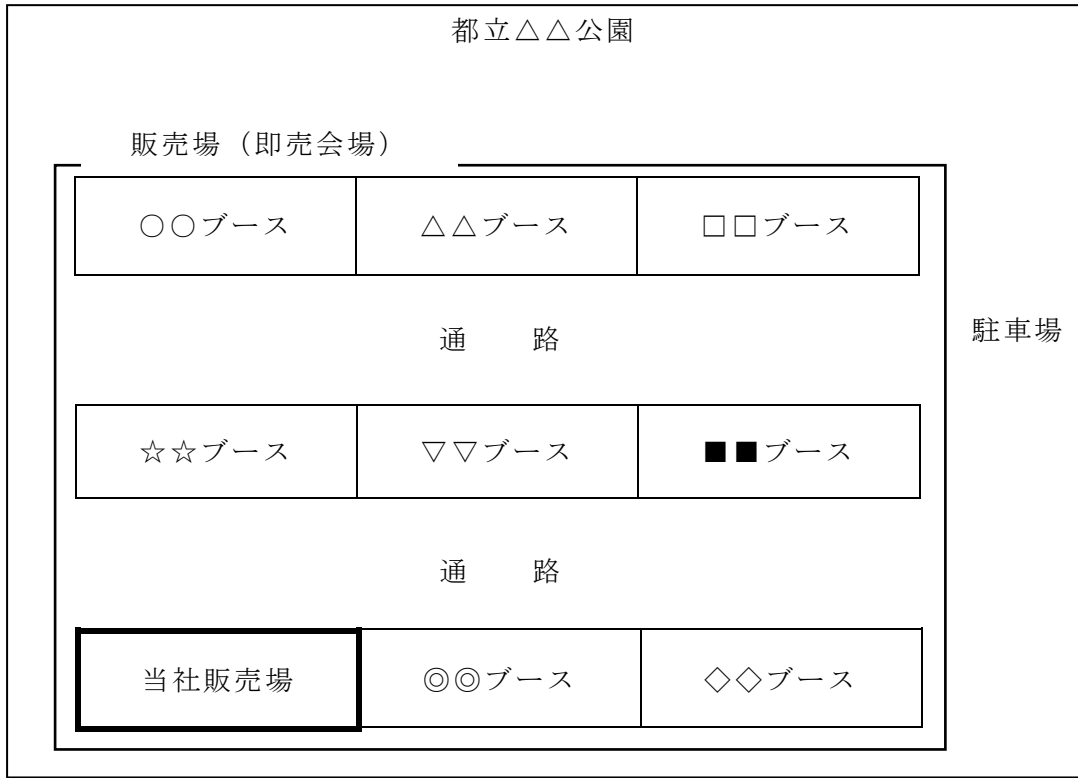 都立△△公園
販売場（即売会場）
○○ブース
△△ブース
□□ブース
通　路
駐車場
☆☆ブース
▽▽ブース
■■ブース
通　路
当社販売場
◎◎ブース
◇◇ブース